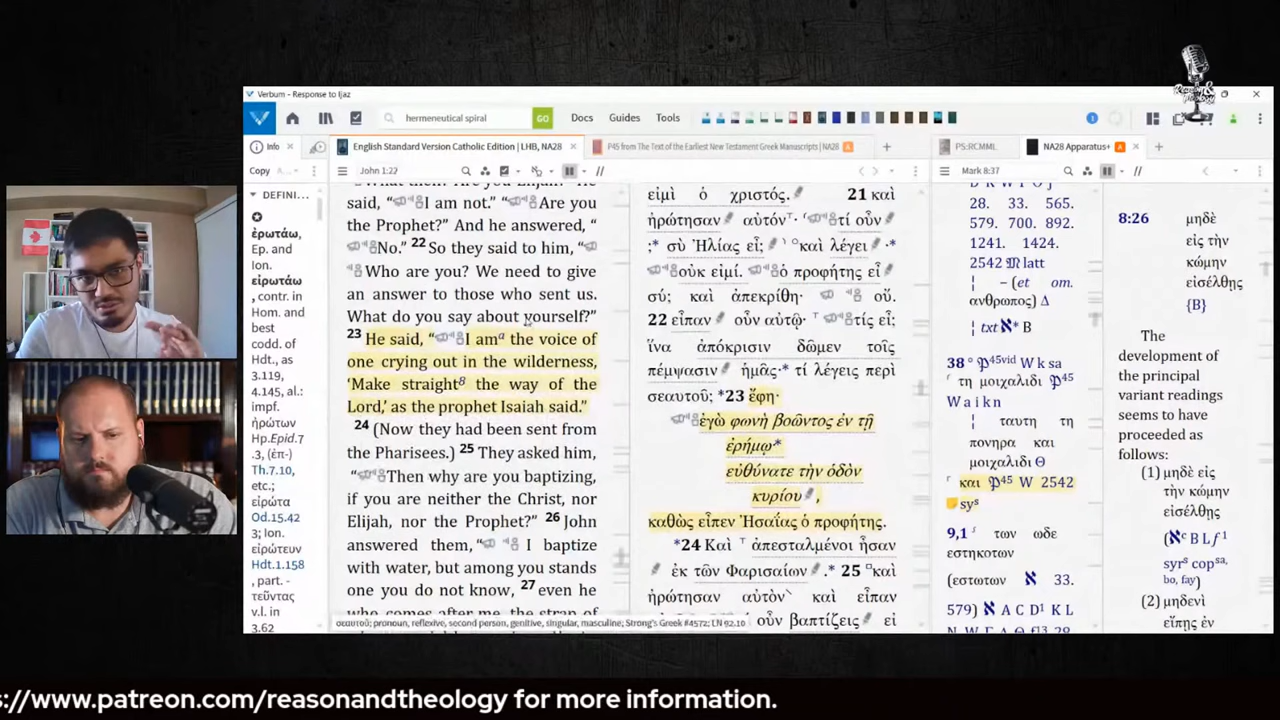 Verbum - Response to Ijaz
hermeneutical spiral
GO
Docs
Guides
Tools
Info
English Standard Version Catholic Edition | LHB, NA28
P45 from The Text of the Earliest New Testament Greek Manuscripts | NA28
PS:RCMML
NA28 Apparatus+
Copy
John 1:22
Mark 8:37
DEFINI...
ἐρωτάω,
Ep. and
Ion.
εἰρωτάω
, contr. in
Hom. and
best
codd. of
Hdt., as
3.119,
4.145, al.:
impf.
ἠρώτων
Hp.Epid.7
.3, (ἐπ-)
Th.7.10,
etc.;
εἰρώτα
Od.15.42
3; Ion.
εἰρώτευν
Hdt.1.158
, part. -
τεῦντας
v.l. in
3.62
said, “I am not.” “Are you
the Prophet?” And he answered, “
No.” 22 So they said to him, “
Who are you? We need to give
an answer to those who sent us.
What do you say about yourself?”
23 He said, “I amᵃ the voice of
one crying out in the wilderness,
‘Make straightᵝ the way of the
Lord,’ as the prophet Isaiah said.”
24 (Now they had been sent from
the Pharisees.) 25 They asked him,
“Then why are you baptizing,
if you are neither the Christ, nor
Elijah, nor the Prophet?” 26 John
answered them, “I baptize
with water, but among you stands
one you do not know, 27 even he
who comes after me, the strap of
εἰμὶ ὁ χριστός. 21 καὶ
ἠρώτησαν αὐτόν· τί οὖν
;* σὺ Ἠλίας εἶ; καὶ λέγει ·*
οὐκ εἰμί. ὁ προφήτης εἶ
σύ; καὶ ἀπεκρίθη· οὔ.
22 εἶπαν οὖν αὐτῷ· τίς εἶ;
ἵνα ἀπόκρισιν δῶμεν τοῖς
πέμψασιν ἡμᾶς·* τί λέγεις περὶ
σεαυτοῦ; *23 ἔφη·
ἐγὼ φωνὴ βοῶντος ἐν τῇ
ἐρήμῳ*
εὐθύνατε τὴν ὁδὸν
κυρίου ,
καθὼς εἶπεν Ἠσαΐας ὁ προφήτης.
*24 Καὶ ἀπεσταλμένοι ἦσαν
ἐκ τῶν Φαρισαίων .* 25 καὶ
ἠρώτησαν αὐτὸν καὶ εἶπαν
οὖν βαπτίζεις εἰ
σεαυτοῦ; pronoun, reflexive, second person, genitive, singular, masculine; Strong's Greek #4572; LN 92.10
28. 33. 565.
579. 700. 892.
1241. 1424.
2542 𝔐 latt
¦ – (et om.
ανθρωπος) Δ
¦ txt ℵ* B
38 ° 𝔓45vid W k sa
⸀ τη μοιχαλιδι 𝔓45
W a i k n
¦ ταυτη τη
πονηρα και
μοιχαλιδι Θ
⸀ και 𝔓45 W 2542
syˢ
9,1 ⸉ των ωδε
εστηκοτων
(εστωτων ℵ 33.
579) ℵ A C D¹ K L
8:26 μηδὲ
εἰς τὴν
κώμην
εἰσέλθῃς
{B}
The
development of
the principal
variant readings
seems to have
proceeded as
follows:
(1) μηδὲ εἰς
τὴν κώμην
εἰσέλθῃς
(ℵᶜ B L f¹
syrˢ copˢᵃ,
bo, fay)
(2) μηδενὶ
εἴπῃς ἐν
s://www.patreon.com/reasonandtheology for more information.